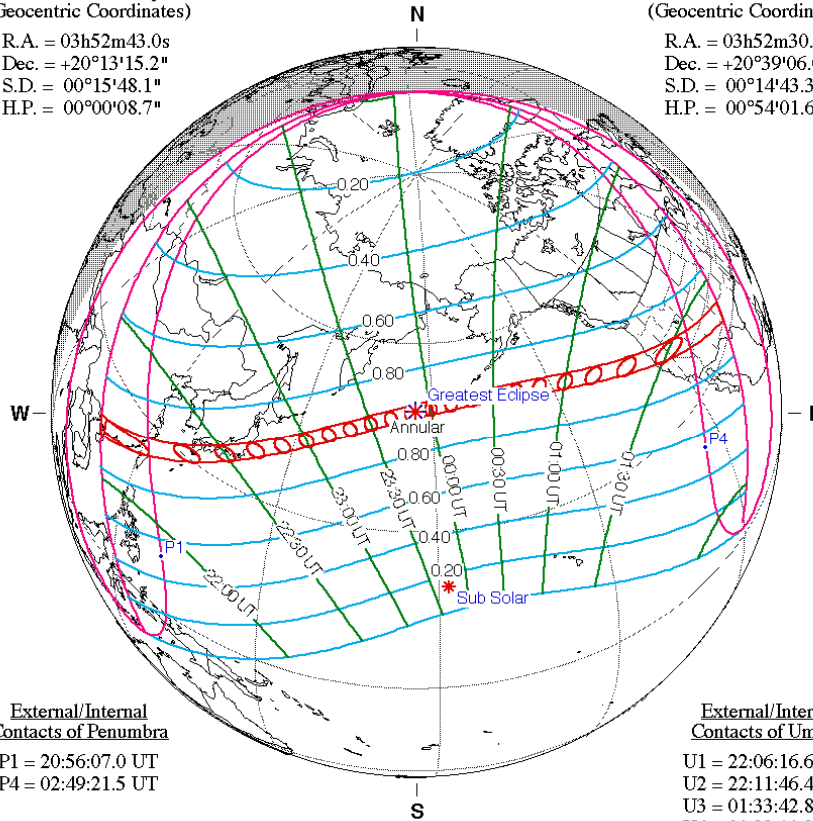 Geocentric Coordinates)
R.A. = 03h52m43.0s
Dec. = +20°13'15.2"
S.D. = 00°15'48.1"
H.P. = 00°00'08.7"
N
(Geocentric Coordin
R.A. = 03h52m30.
Dec. = +20°39'06.
S.D. = 00°14'43.3
H.P. = 00°54'01.6
0.20
0.40
0.60
0.80
Greatest Eclipse
W
Annular
P4
0.80
0.60
0.40
0.20
22:00 UT
22:30 UT
23:00 UT
23:30 UT
00:00 UT
00:30 UT
01:00 UT
01:30 UT
P1
Sub Solar
External/Internal
Contacts of Penumbra
P1 = 20:56:07.0 UT
P4 = 02:49:21.5 UT
S
External/Inter
Contacts of Um
U1 = 22:06:16.6
U2 = 22:11:46.4
U3 = 01:33:42.8